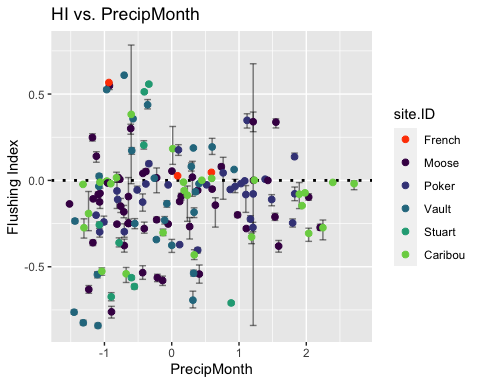 HI vs. PrecipMonth
Flushing Index
0.5
0.0
-0.5
-1
0
1
2
PrecipMonth
site.ID
French
Moose
Poker
Vault
Stuart
Caribou